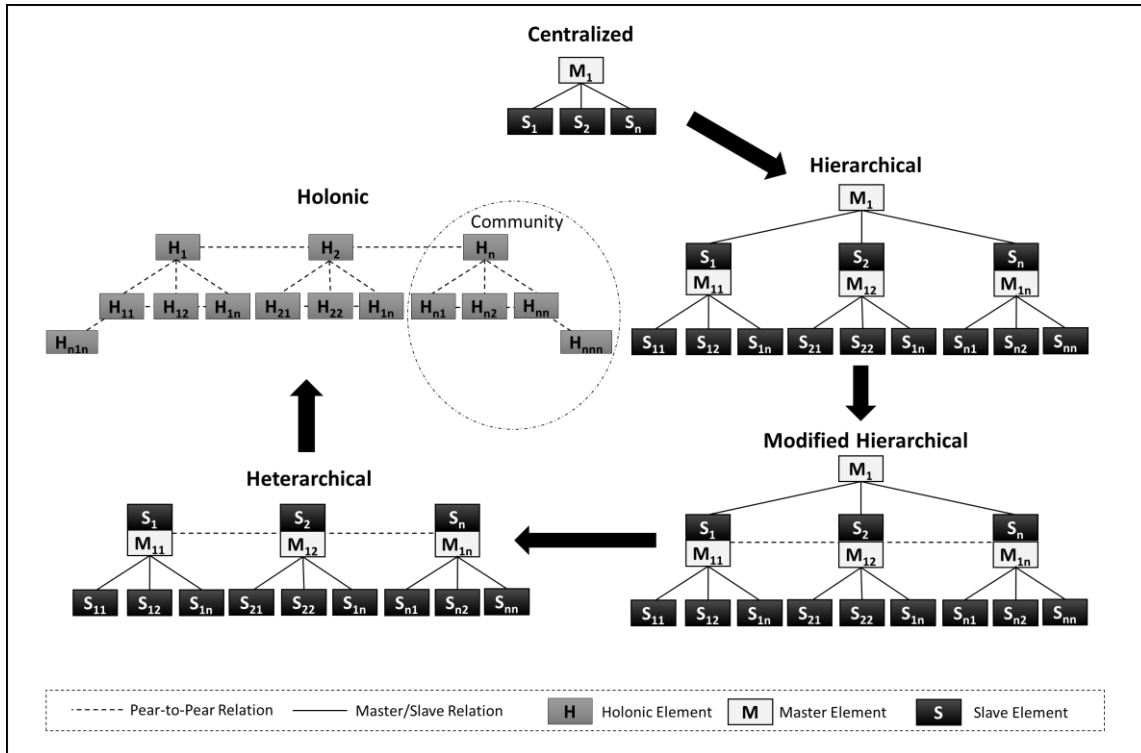 Centralized
M₁
S₁ S₂ Sₙ
Hierarchical
M₁
S₁ S₂ Sₙ
M₁₁ M₁₂ M₁ₙ
S₁₁ S₁₂ S₁ₙ S₂₁ S₂₂ S₁ₙ Sₙ₁ Sₙ₂ Sₙₙ
Holonic
Community
H₁ H₂ Hₙ
H₁₁ H₁₂ H₁ₙ H₂₁ H₂₂ H₁ₙ Hₙ₁ Hₙ₂ Hₙₙ
Hₙ₁ₙ Hₙₙₙ
Modified Hierarchical
M₁
S₁ S₂ Sₙ
M₁₁ M₁₂ M₁ₙ
S₁₁ S₁₂ S₁ₙ S₂₁ S₂₂ S₁ₙ Sₙ₁ Sₙ₂ Sₙₙ
Heterarchical
S₁ S₂ Sₙ
M₁₁ M₁₂ M₁ₙ
S₁₁ S₁₂ S₁ₙ S₂₁ S₂₂ S₁ₙ Sₙ₁ Sₙ₂ Sₙₙ
Pear-to-Pear Relation Master/Slave Relation H Holonic Element M Master Element S Slave Element